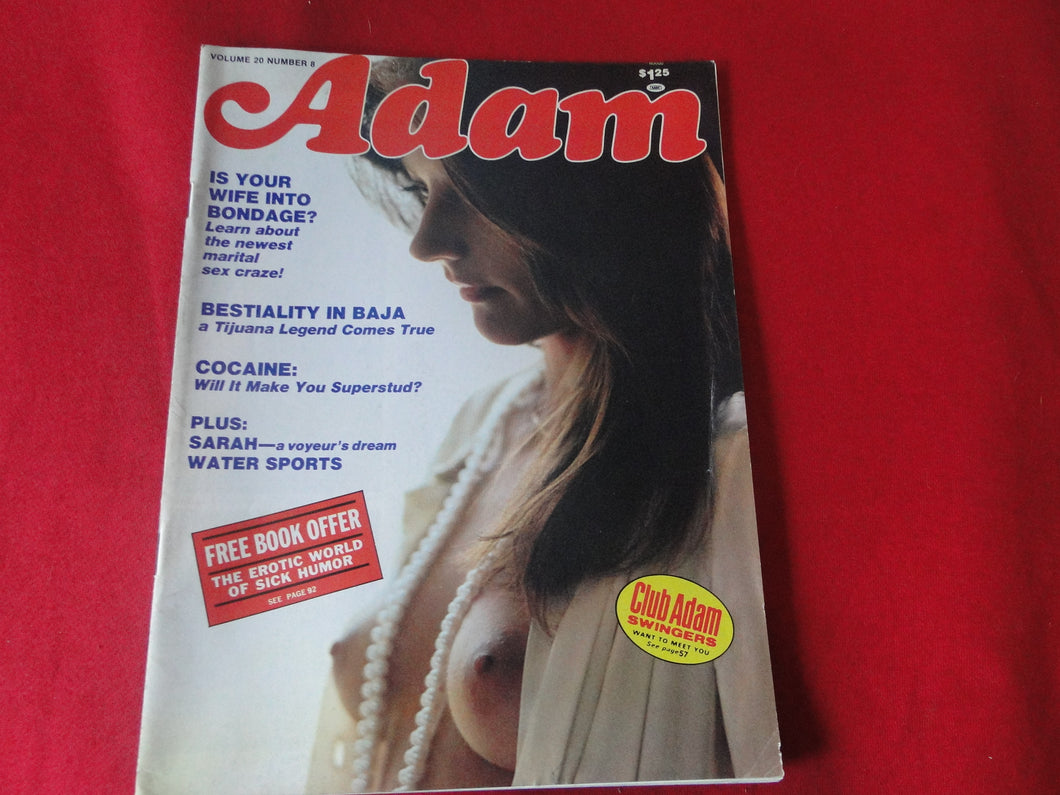 VOLUME 20 NUMBER 8
Adam
$1.25
IS YOUR
WIFE INTO
BONDAGE?
Learn about
the newest
marital
sex craze!
BESTIALITY IN BAJA
a Tijuana Legend Comes True
COCAINE:
Will It Make You Superstud?
PLUS:
SARAH—a voyeur's dream
WATER SPORTS
FREE BOOK OFFER
THE EROTIC WORLD
OF SICK HUMOR
SEE PAGE 92
Club Adam
SWINGERS
WANT TO MEET YOU
See page 57